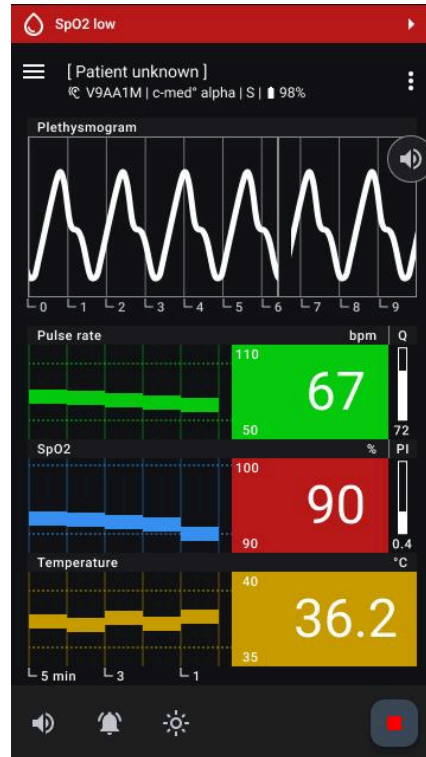 SpO2 low
[ Patient unknown ]
V9AA1M | c-med° alpha | S | 98%
Plethysmogram
0 1 2 3 4 5 6 7 8 9
Pulse rate bpm Q
110
67
50
72
SpO2 % PI
100
90
90
0.4
Temperature °C
40
36.2
35
5 min 3 1